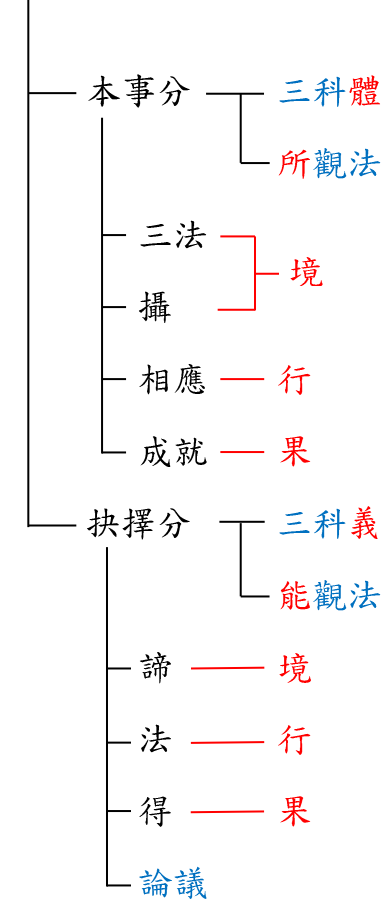 本事分 三科體
所觀法
三法
境
攝
相應 行
成就 果
抉擇分 三科義
能觀法
諦 境
法 行
得 果
論議